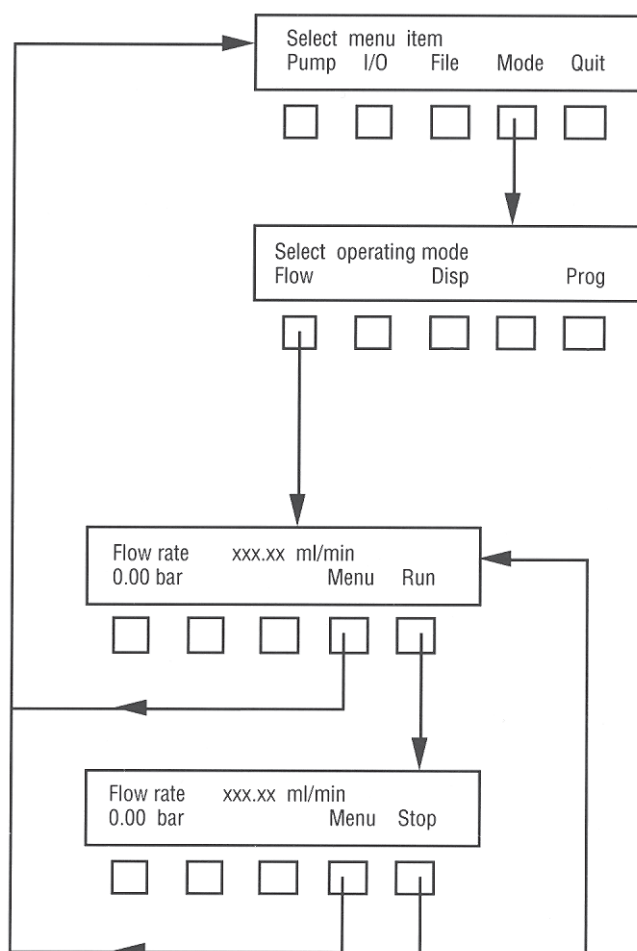 Select menu item
Pump I/O File Mode Quit
Select operating mode
Flow Disp Prog
Flow rate xxx.xx ml/min
0.00 bar Menu Run
Flow rate xxx.xx ml/min
0.00 bar Menu Stop